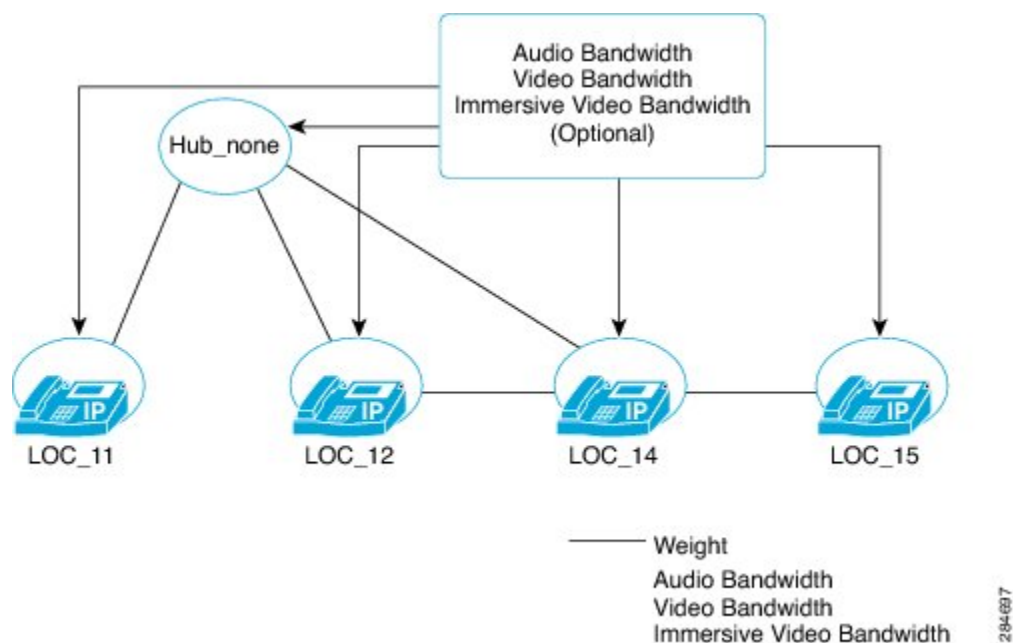 Audio Bandwidth
Video Bandwidth
Immersive Video Bandwidth
(Optional)
Hub_none
IP
IP
IP
IP
LOC_11
LOC_12
LOC_14
LOC_15
Weight
Audio Bandwidth
Video Bandwidth
Immersive Video Bandwidth
284697